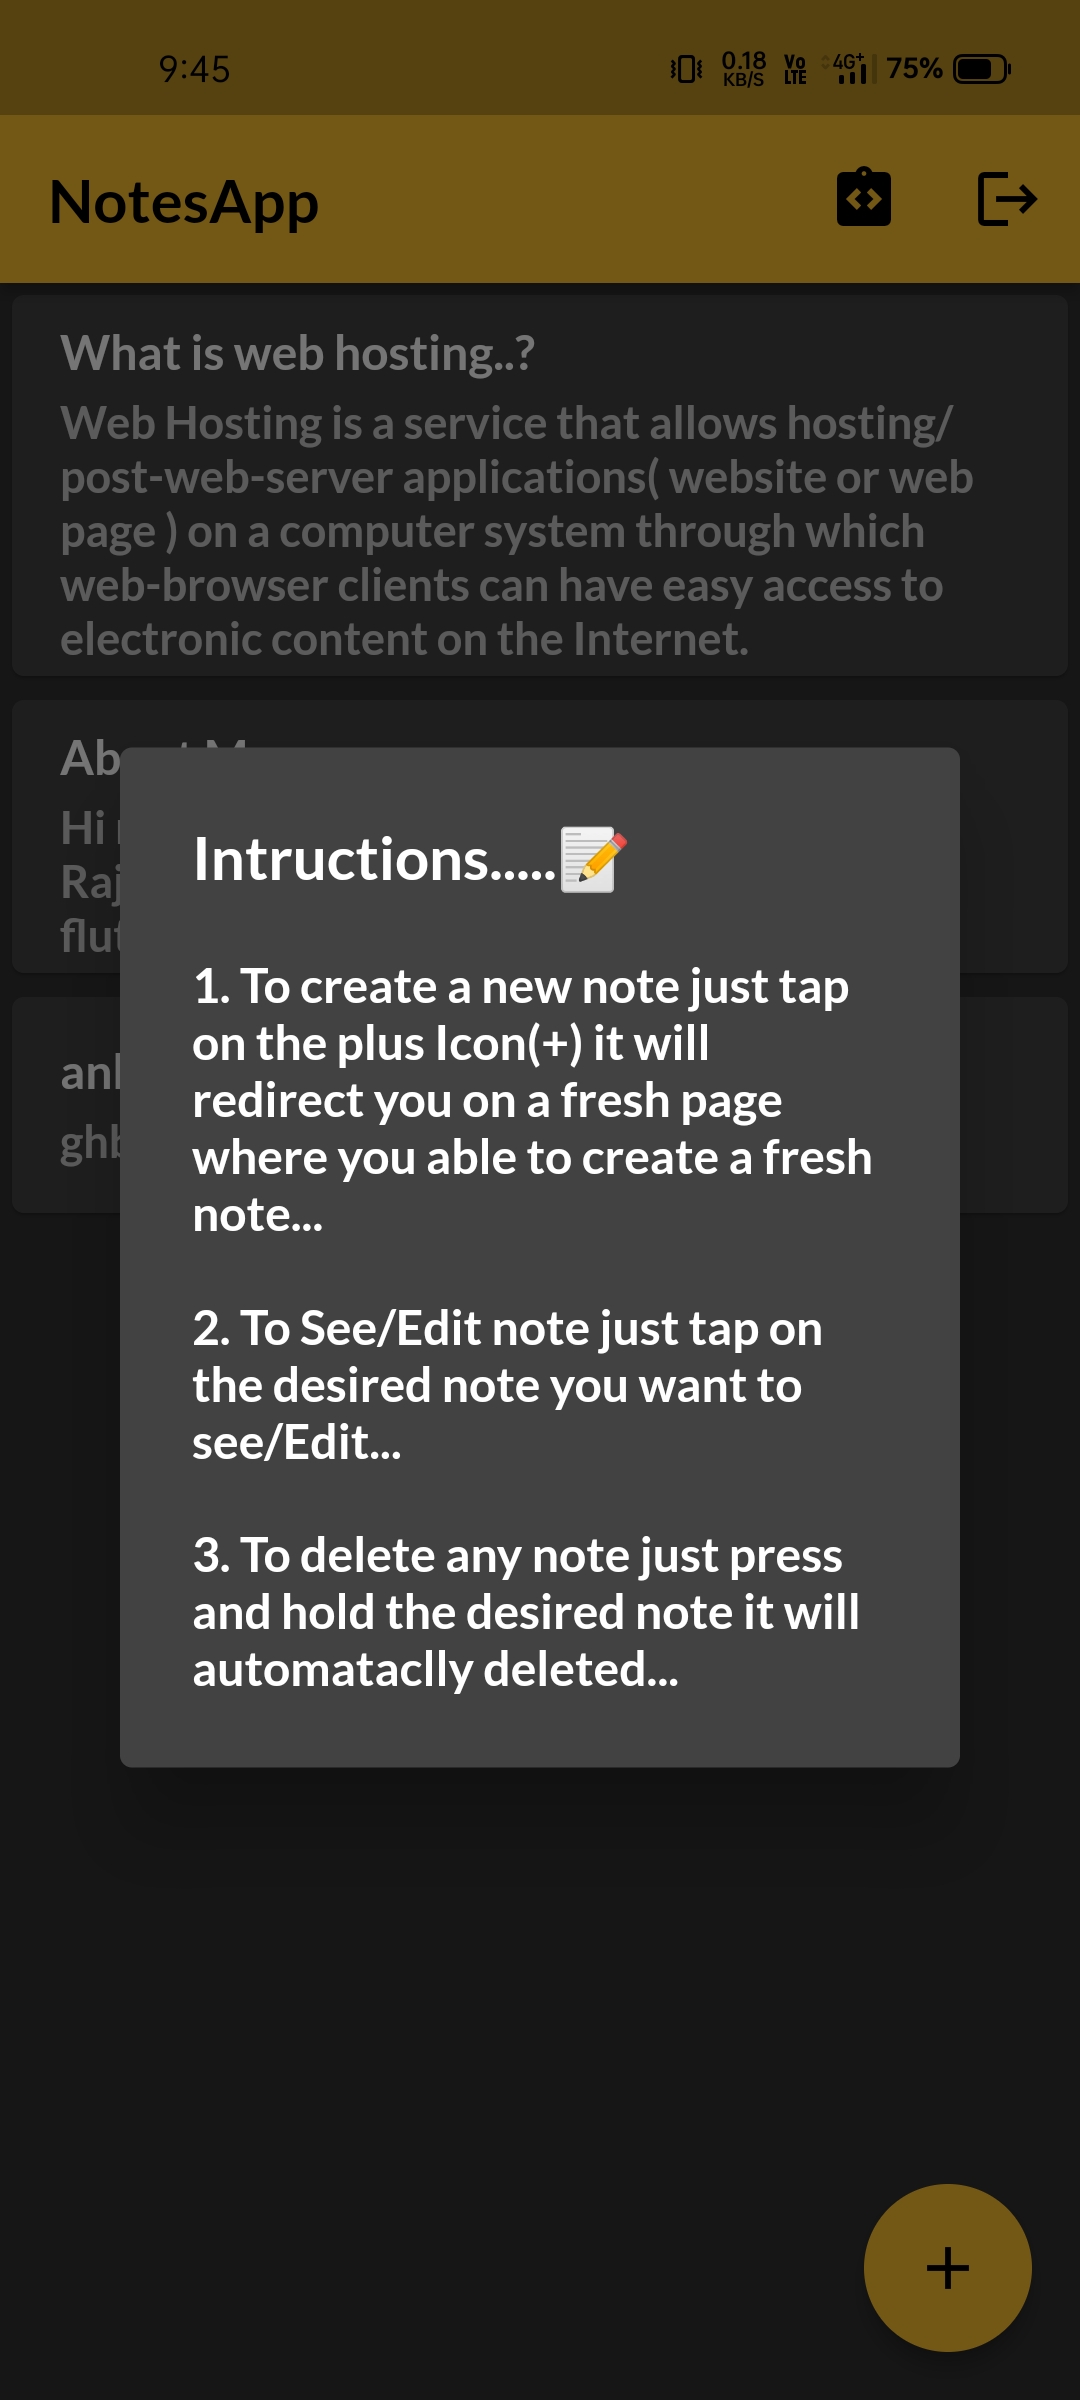 9:45
0.18
KB/S
Vo
LTE
4G+
75%
NotesApp
What is web hosting..?
Web Hosting is a service that allows hosting/
post-web-server applications( website or web
page ) on a computer system through which
web-browser clients can have easy access to
electronic content on the Internet.
Hi
Intructions.....📝
1. To create a new note just tap
on the plus Icon(+) it will
redirect you on a fresh page
where you able to create a fresh
note...
2. To See/Edit note just tap on
the desired note you want to
see/Edit...
3. To delete any note just press
and hold the desired note it will
automataclly deleted...
+